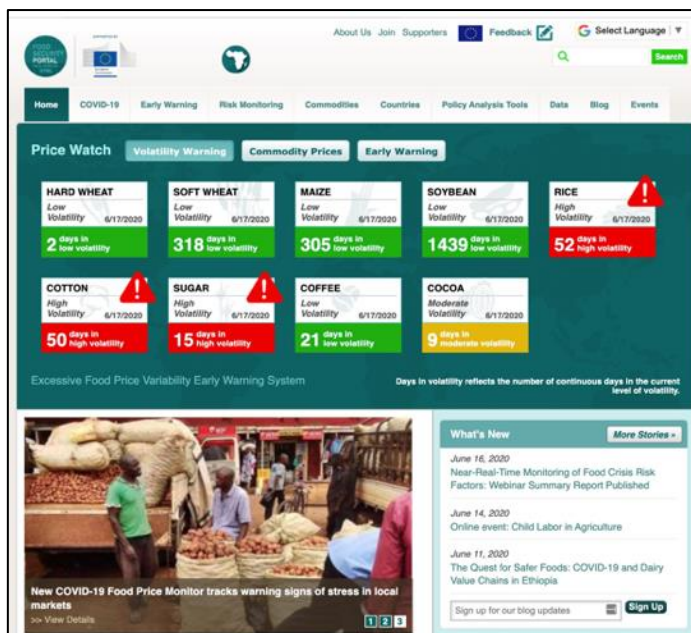 About Us Join Supporters Feedback Select Language ▼
FOOD
SECURITY
PORTAL
Search
Home COVID-19 Early Warning Risk Monitoring Commodities Countries Policy Analysis Tools Data Blog Events
Price Watch Volatility Warning Commodity Prices Early Warning
HARD WHEAT
Low
Volatility 6/17/2020
2 days in
low volatility
SOFT WHEAT
Low
Volatility 6/17/2020
318 days in
low volatility
MAIZE
Low
Volatility 6/17/2020
305 days in
low volatility
SOYBEAN
Low
Volatility 6/17/2020
1439 days in
low volatility
RICE
High
Volatility 6/17/2020
52 days in
high volatility
COTTON
High
Volatility 6/17/2020
50 days in
high volatility
SUGAR
High
Volatility 6/17/2020
15 days in
high volatility
COFFEE
Low
Volatility 6/17/2020
21 days in
low volatility
COCOA
Moderate
Volatility 6/17/2020
9 days in
moderate volatility
Excessive Food Price Variability Early Warning System
Days in volatility reflects the number of continuous days in the current
level of volatility.
New COVID-19 Food Price Monitor tracks warning signs of stress in local
markets
>> View Details
1 2 3
What's New More Stories »
June 16, 2020
Near-Real-Time Monitoring of Food Crisis Risk
Factors: Webinar Summary Report Published
June 14, 2020
Online event: Child Labor in Agriculture
June 11, 2020
The Quest for Safer Foods: COVID-19 and Dairy
Value Chains in Ethiopia
Sign up for our blog updates Sign Up